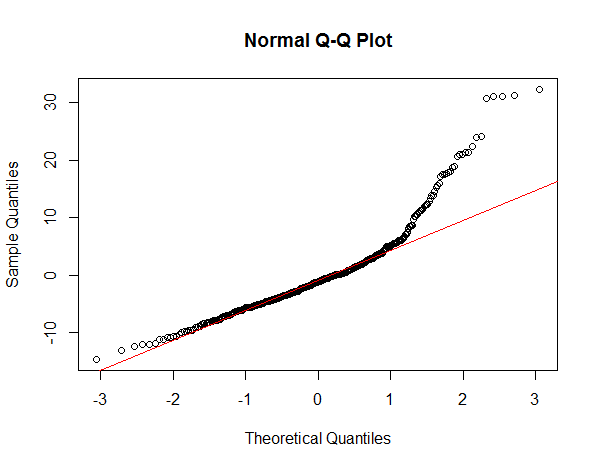 Normal Q-Q Plot
Sample Quantiles
30
20
10
0
-10
-3 -2 -1 0 1 2 3
Theoretical Quantiles